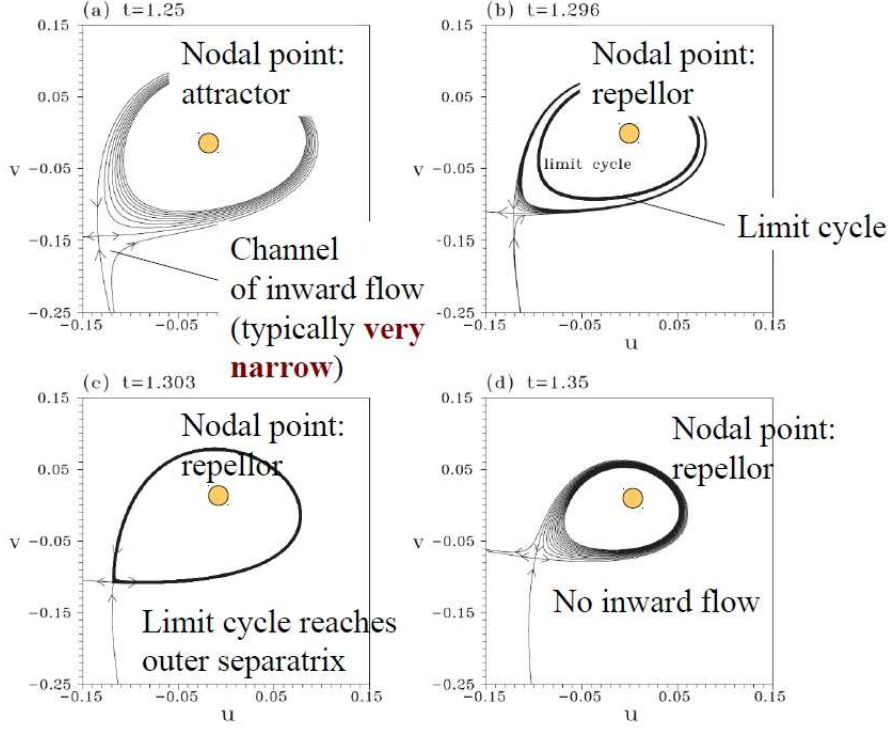 (a) t=1.25
Nodal point:
attractor
0.15
0.05
v -0.05
-0.15
-0.25
-0.15
-0.05
Channel
of inward flow
(typically very
narrow)
(b) t=1.296
Nodal point:
repellor
0.15
0.05
v -0.05
-0.15
-0.25
limit cycle
Limit cycle
-0.15
-0.05
0.05
0.15
u
(c) t=1.303
Nodal point:
repellor
0.15
0.05
v -0.05
-0.15
-0.25
Limit cycle reaches
outer separatrix
-0.15
-0.05
0.05
0.15
u
(d) t=1.35
Nodal point:
repellor
0.15
0.05
v -0.05
-0.15
-0.25
No inward flow
-0.15
-0.05
0.05
0.15
u